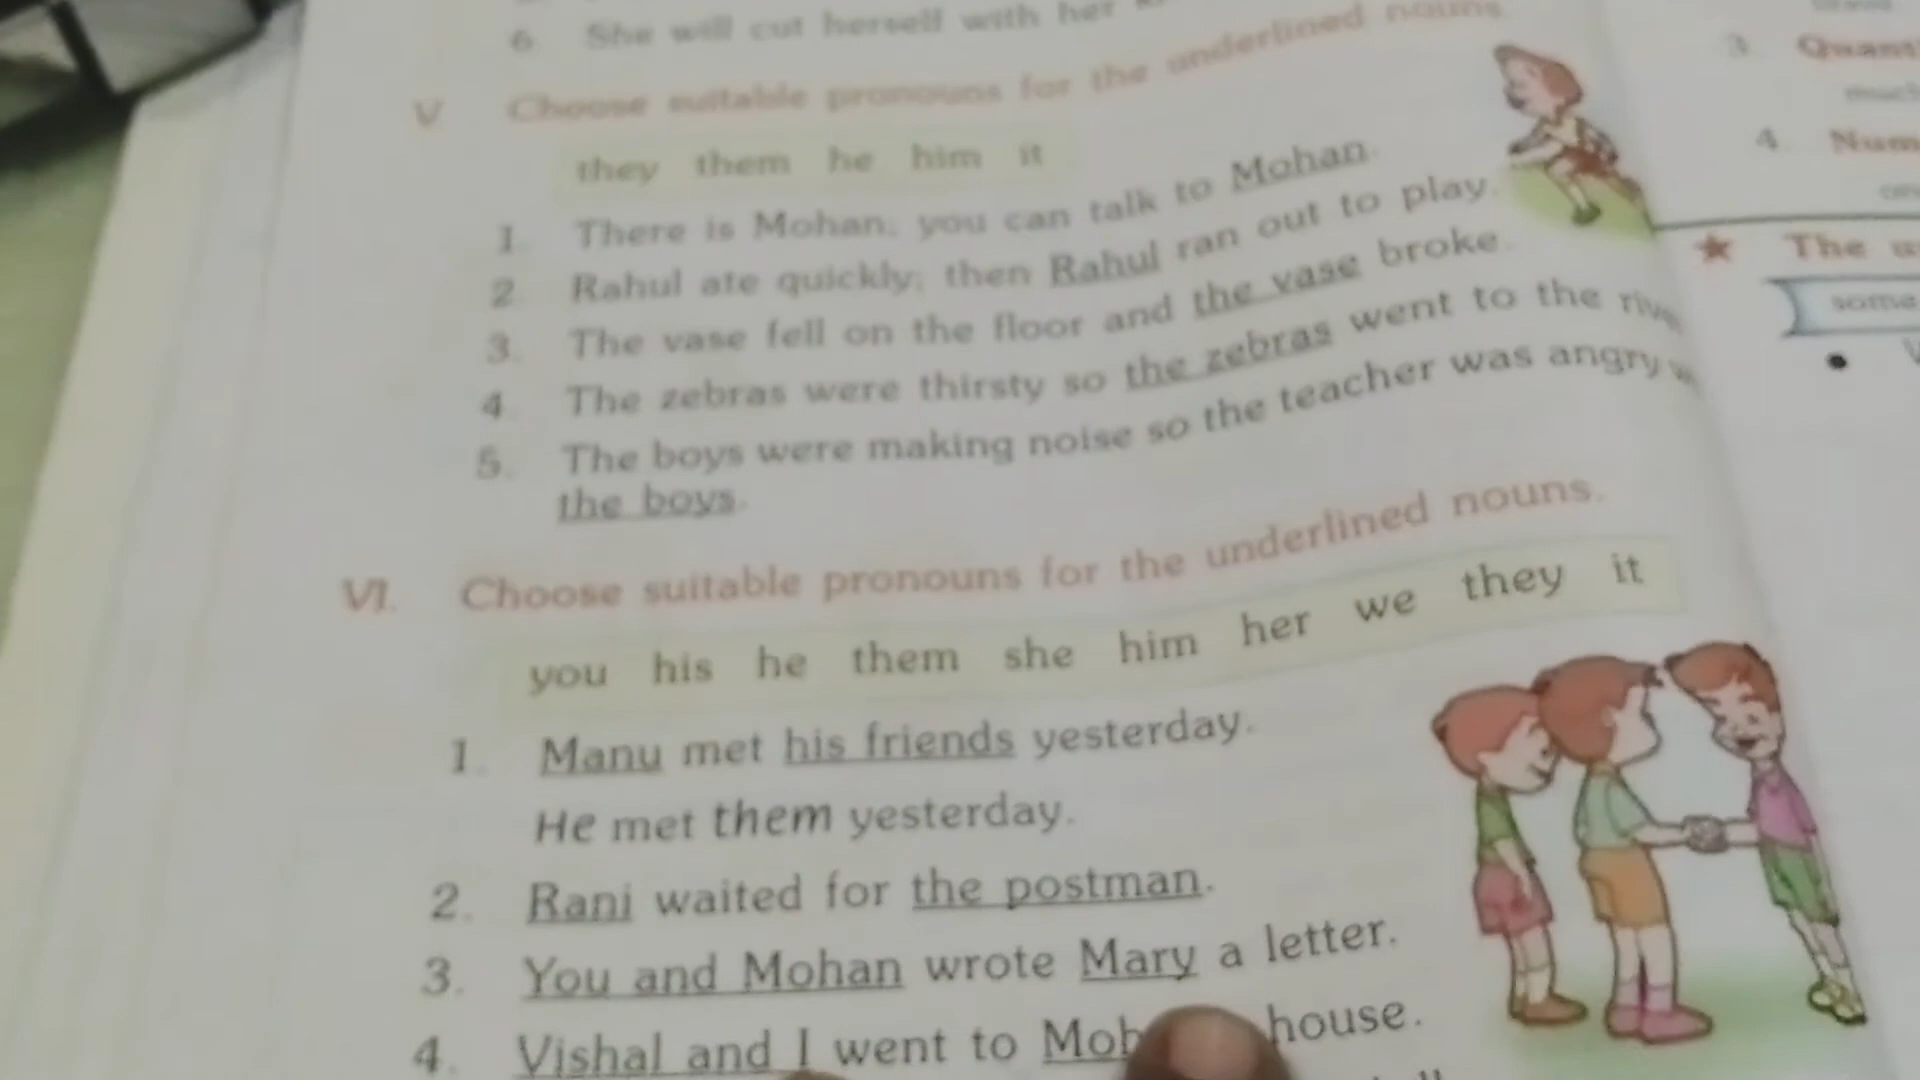 6. She will cut herself with her
V Choose suitable pronouns for the underlined nouns
they them he him it
1. There is Mohan; you can talk to Mohan.
2. Rahul ate quickly; then Rahul ran out to play.
3. The vase fell on the floor and the vase broke.
4. The zebras were thirsty so the zebras went to the
5. The boys were making noise so the teacher was angry
the boys.
VI. Choose suitable pronouns for the underlined nouns.
you his he them she him her we they it
1. Manu met his friends yesterday.
He met them yesterday.
2. Rani waited for the postman.
3. You and Mohan wrote Mary a letter.
4. Vishal and I went to Moh house.
3.
4.
★ The
some